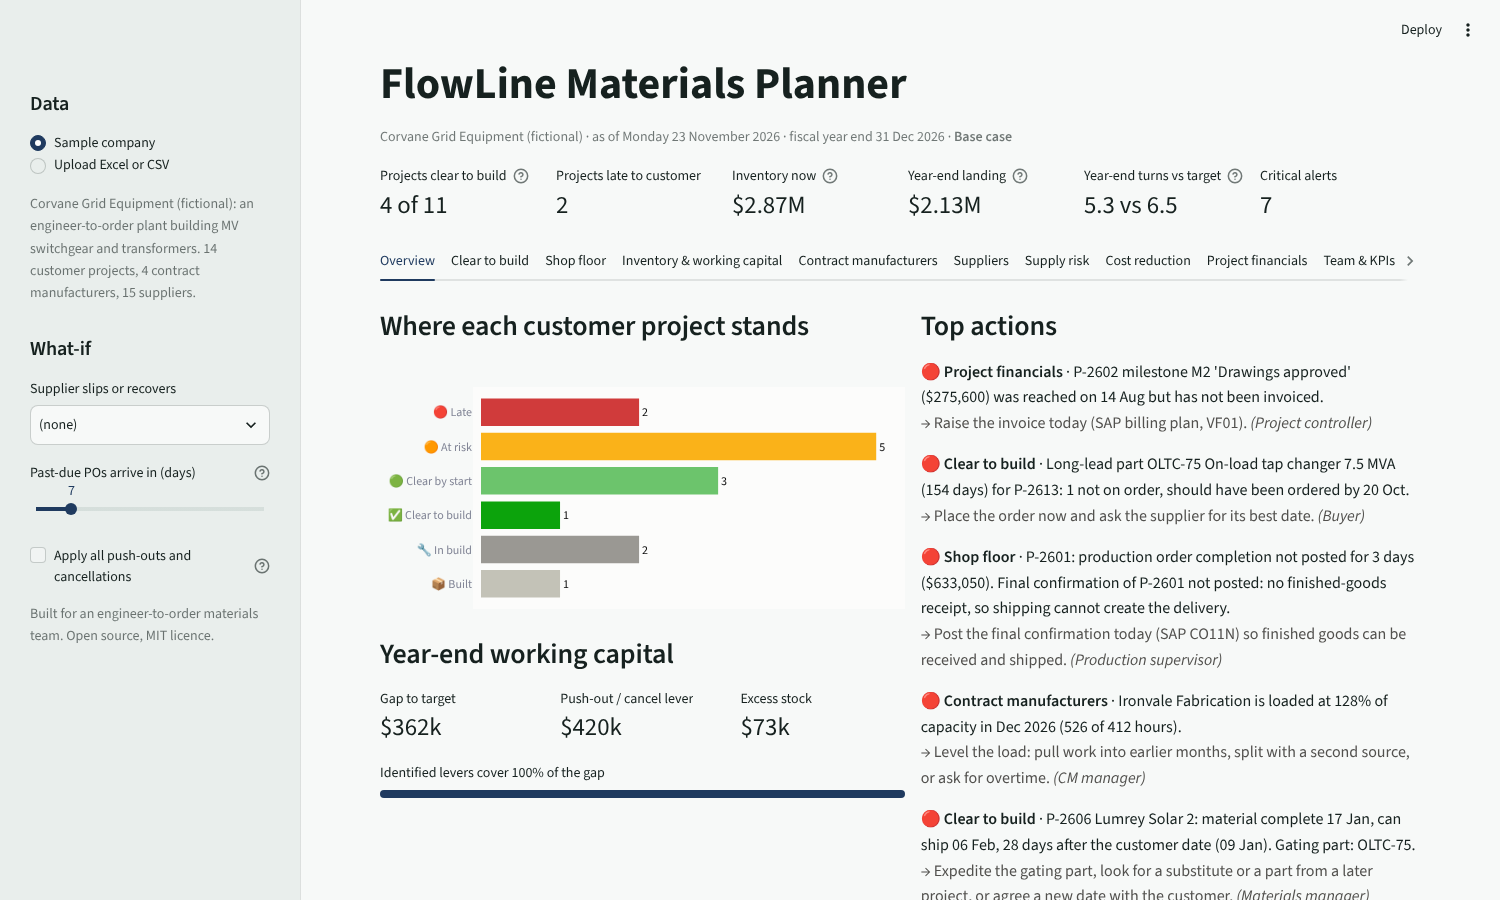 Deploy
Data
Sample company
Upload Excel or CSV
Corvane Grid Equipment (fictional): an
engineer-to-order plant building MV
switchgear and transformers. 14
customer projects, 4 contract
manufacturers, 15 suppliers.
What-if
Supplier slips or recovers
(none)
Past-due POs arrive in (days)
7
Apply all push-outs and
cancellations
Built for an engineer-to-order materials
team. Open source, MIT licence.
FlowLine Materials Planner
Corvane Grid Equipment (fictional) · as of Monday 23 November 2026 · fiscal year end 31 Dec 2026 · Base case
Projects clear to build
4 of 11
Projects late to customer
2
Inventory now
$2.87M
Year-end landing
$2.13M
Year-end turns vs target
5.3 vs 6.5
Critical alerts
7
Overview Clear to build Shop floor Inventory & working capital Contract manufacturers Suppliers Supply risk Cost reduction Project financials Team & KPIs
Where each customer project stands
Late 2
At risk 5
Clear by start 3
Clear to build 1
In build 2
Built 1
Year-end working capital
Gap to target
$362k
Push-out / cancel lever
$420k
Excess stock
$73k
Identified levers cover 100% of the gap
Top actions
Project financials · P-2602 milestone M2 'Drawings approved'
($275,600) was reached on 14 Aug but has not been invoiced.
→ Raise the invoice today (SAP billing plan, VF01). (Project controller)
Clear to build · Long-lead part OLTC-75 On-load tap changer 7.5 MVA
(154 days) for P-2613: 1 not on order, should have been ordered by 20 Oct.
→ Place the order now and ask the supplier for its best date. (Buyer)
Shop floor · P-2601: production order completion not posted for 3 days
($633,050). Final confirmation of P-2601 not posted: no finished-goods
receipt, so shipping cannot create the delivery.
→ Post the final confirmation today (SAP CO11N) so finished goods can be
received and shipped. (Production supervisor)
Contract manufacturers · Ironvale Fabrication is loaded at 128% of
capacity in Dec 2026 (526 of 412 hours).
→ Level the load: pull work into earlier months, split with a second source,
or ask for overtime. (CM manager)
Clear to build · P-2606 Lumrey Solar 2: material complete 17 Jan, can
ship 06 Feb, 28 days after the customer date (09 Jan). Gating part: OLTC-75.
→ Expedite the gating part, look for a substitute or a part from a later
project, or agree a new date with the customer. (Materials manager)